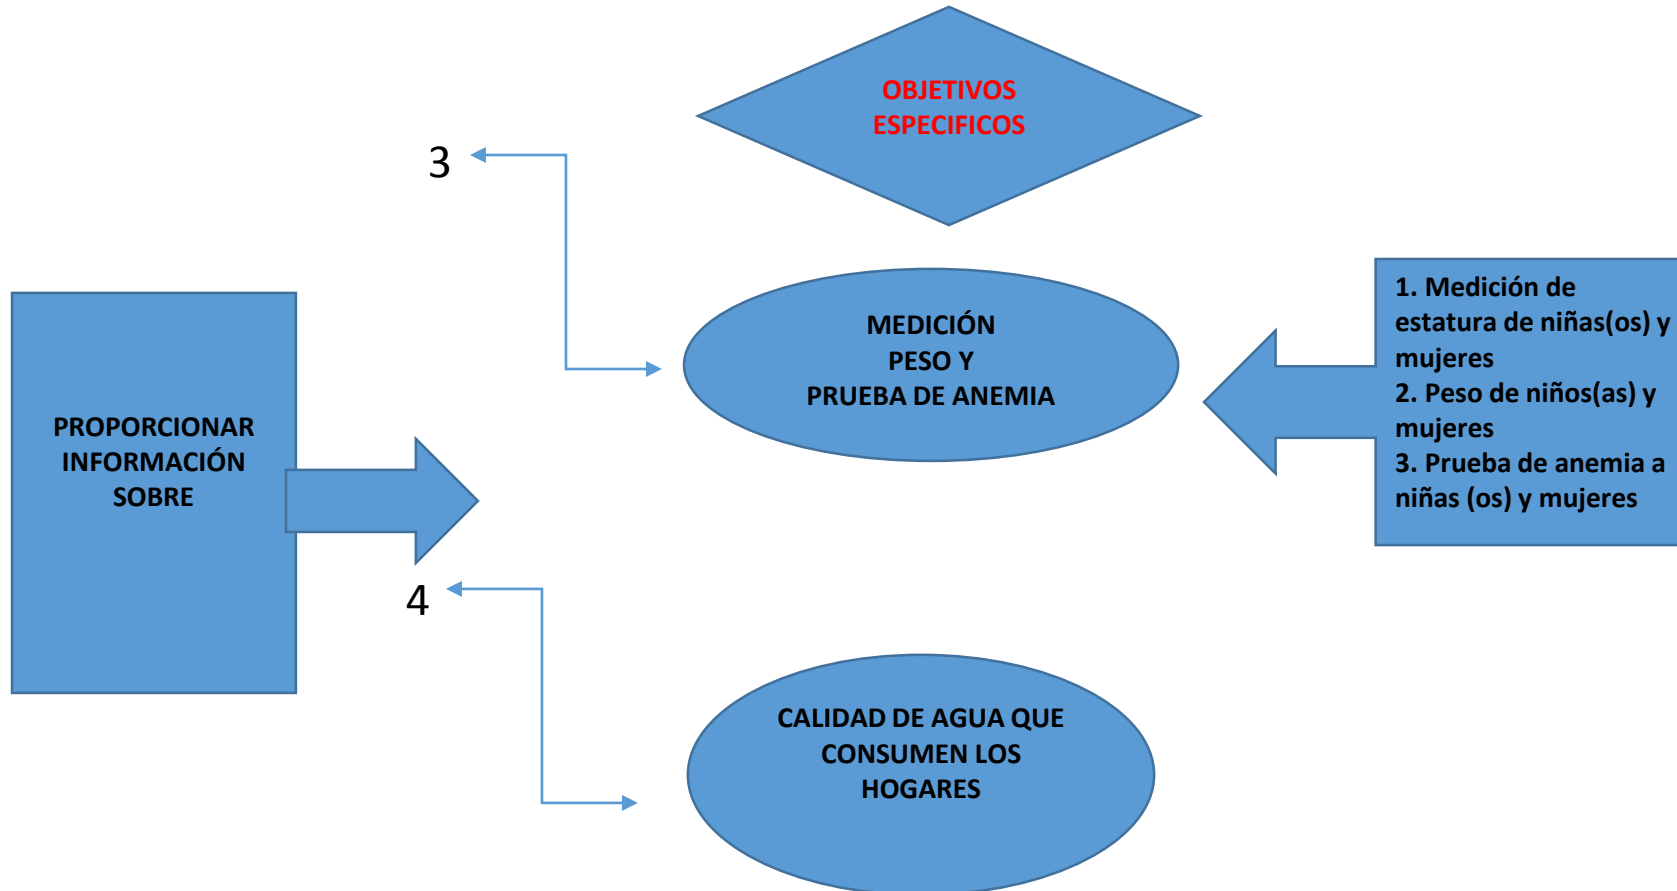 OBJETIVOS
ESPECIFICOS
3
MEDICIÓN
PESO Y
PRUEBA DE ANEMIA
1. Medición de
estatura de niñas(os) y
mujeres
2. Peso de niños(as) y
mujeres
3. Prueba de anemia a
niñas (os) y mujeres
PROPORCIONAR
INFORMACIÓN
SOBRE
4
CALIDAD DE AGUA QUE
CONSUMEN LOS
HOGARES